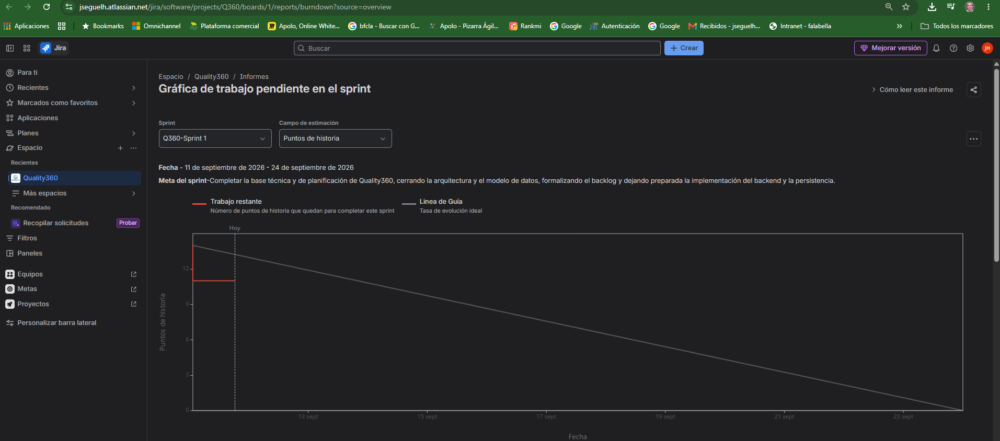 jseguelh.atlassian.net/jira/software/projects/Q360/boards/1/reports/burndown?source=overview
Aplicaciones
Bookmarks
Omnichannel
Plataforma comercial
Apolo, Online White...
bfcla - Buscar con G...
Apolo - Pizarra Ágil...
Rankmi
Google
Autenticación
Google
Recibidos - jseguelh...
Intranet - falabella
Todos los marcadores
Jira
Buscar
Crear
Mejorar versión
JH
Para ti
Recientes
Marcados como favoritos
Aplicaciones
Planes
Espacio
Recientes
Quality360
Más espacios
Recomendado
Recopilar solicitudes
Probar
Filtros
Paneles
Equipos
Metas
Proyectos
Personalizar barra lateral
Espacio / Quality360 / Informes
Gráfica de trabajo pendiente en el sprint
Cómo leer este informe
Sprint
Campo de estimación
Q360-Sprint 1
Puntos de historia
Fecha - 11 de septiembre de 2026 - 24 de septiembre de 2026
Meta del sprint-Completar la base técnica y de planificación de Quality360, cerrando la arquitectura y el modelo de datos, formalizando el backlog y dejando preparada la implementación del backend y la persistencia.
Trabajo restante
Número de puntos de historia que quedan para completar este sprint
Linea de Guía
Tasa de evolución ideal
Hoy
12
9
6
3
0
Puntos de historia
13 sept
15 sept
17 sept
19 sept
21 sept
23 sept
Fecha